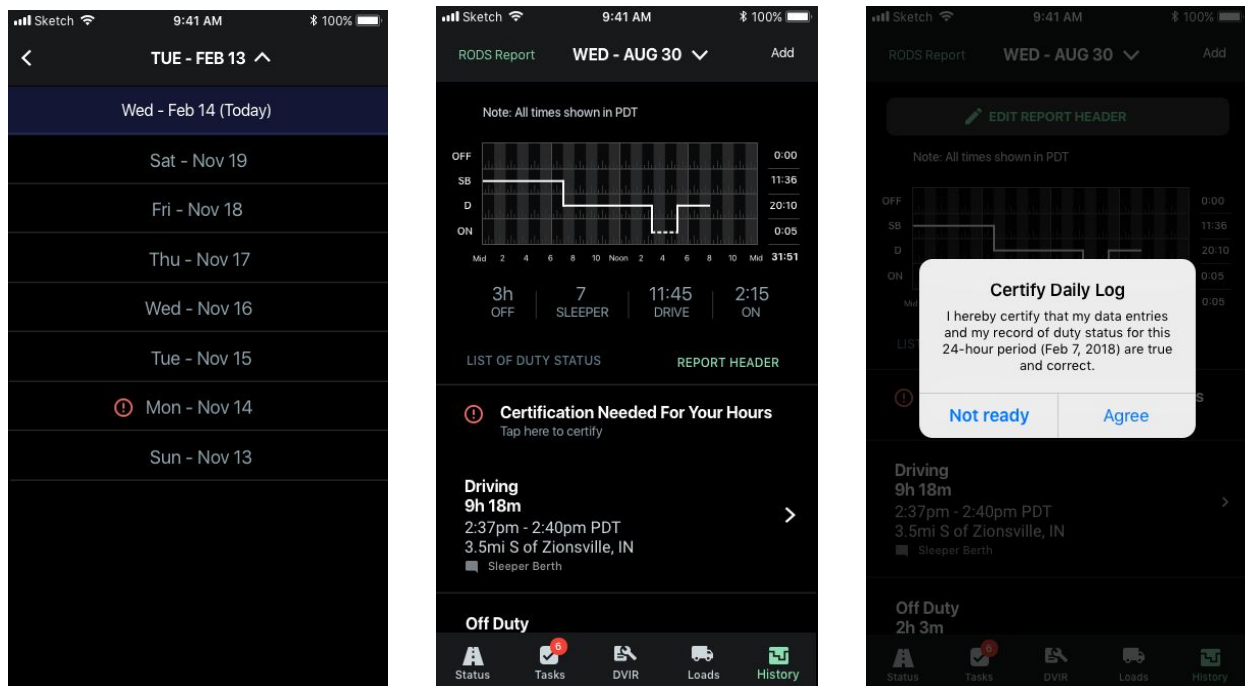 Sketch 9:41 AM 100%
TUE - FEB 13
Wed - Feb 14 (Today)
Sat - Nov 19
Fri - Nov 18
Thu - Nov 17
Wed - Nov 16
Tue - Nov 15
Mon - Nov 14
Sun - Nov 13
Sketch 9:41 AM 100%
RODS Report WED - AUG 30 Add
Note: All times shown in PDT
OFF 0:00
SB 11:36
D 20:10
ON 0:05
Mid 2 4 6 8 10 Noon 2 4 6 8 10 Mid 31:51
3h 7 11:45 2:15
OFF SLEEPER DRIVE ON
LIST OF DUTY STATUS REPORT HEADER
Certification Needed For Your Hours
Tap here to certify
Driving
9h 18m
2:37pm - 2:40pm PDT
3.5mi S of Zionsville, IN
Sleeper Berth
Off Duty
6
Status Tasks DVIR Loads History
Sketch 9:41 AM 100%
RODS Report WED - AUG 30 Add
EDIT REPORT HEADER
Note: All times shown in PDT
OFF 0:00
SB 11:36
D 20:10
ON 0:05
Mid 0:05
LIST
Certify Daily Log
I hereby certify that my data entries
and my record of duty status for this
24-hour period (Feb 7, 2018) are true
and correct.
Not ready Agree
s
Driving
9h 18m
2:37pm - 2:40pm PDT
3.5mi S of Zionsville, IN
Sleeper Berth
Off Duty
2h 3m
6
Status Tasks DVIR Loads History